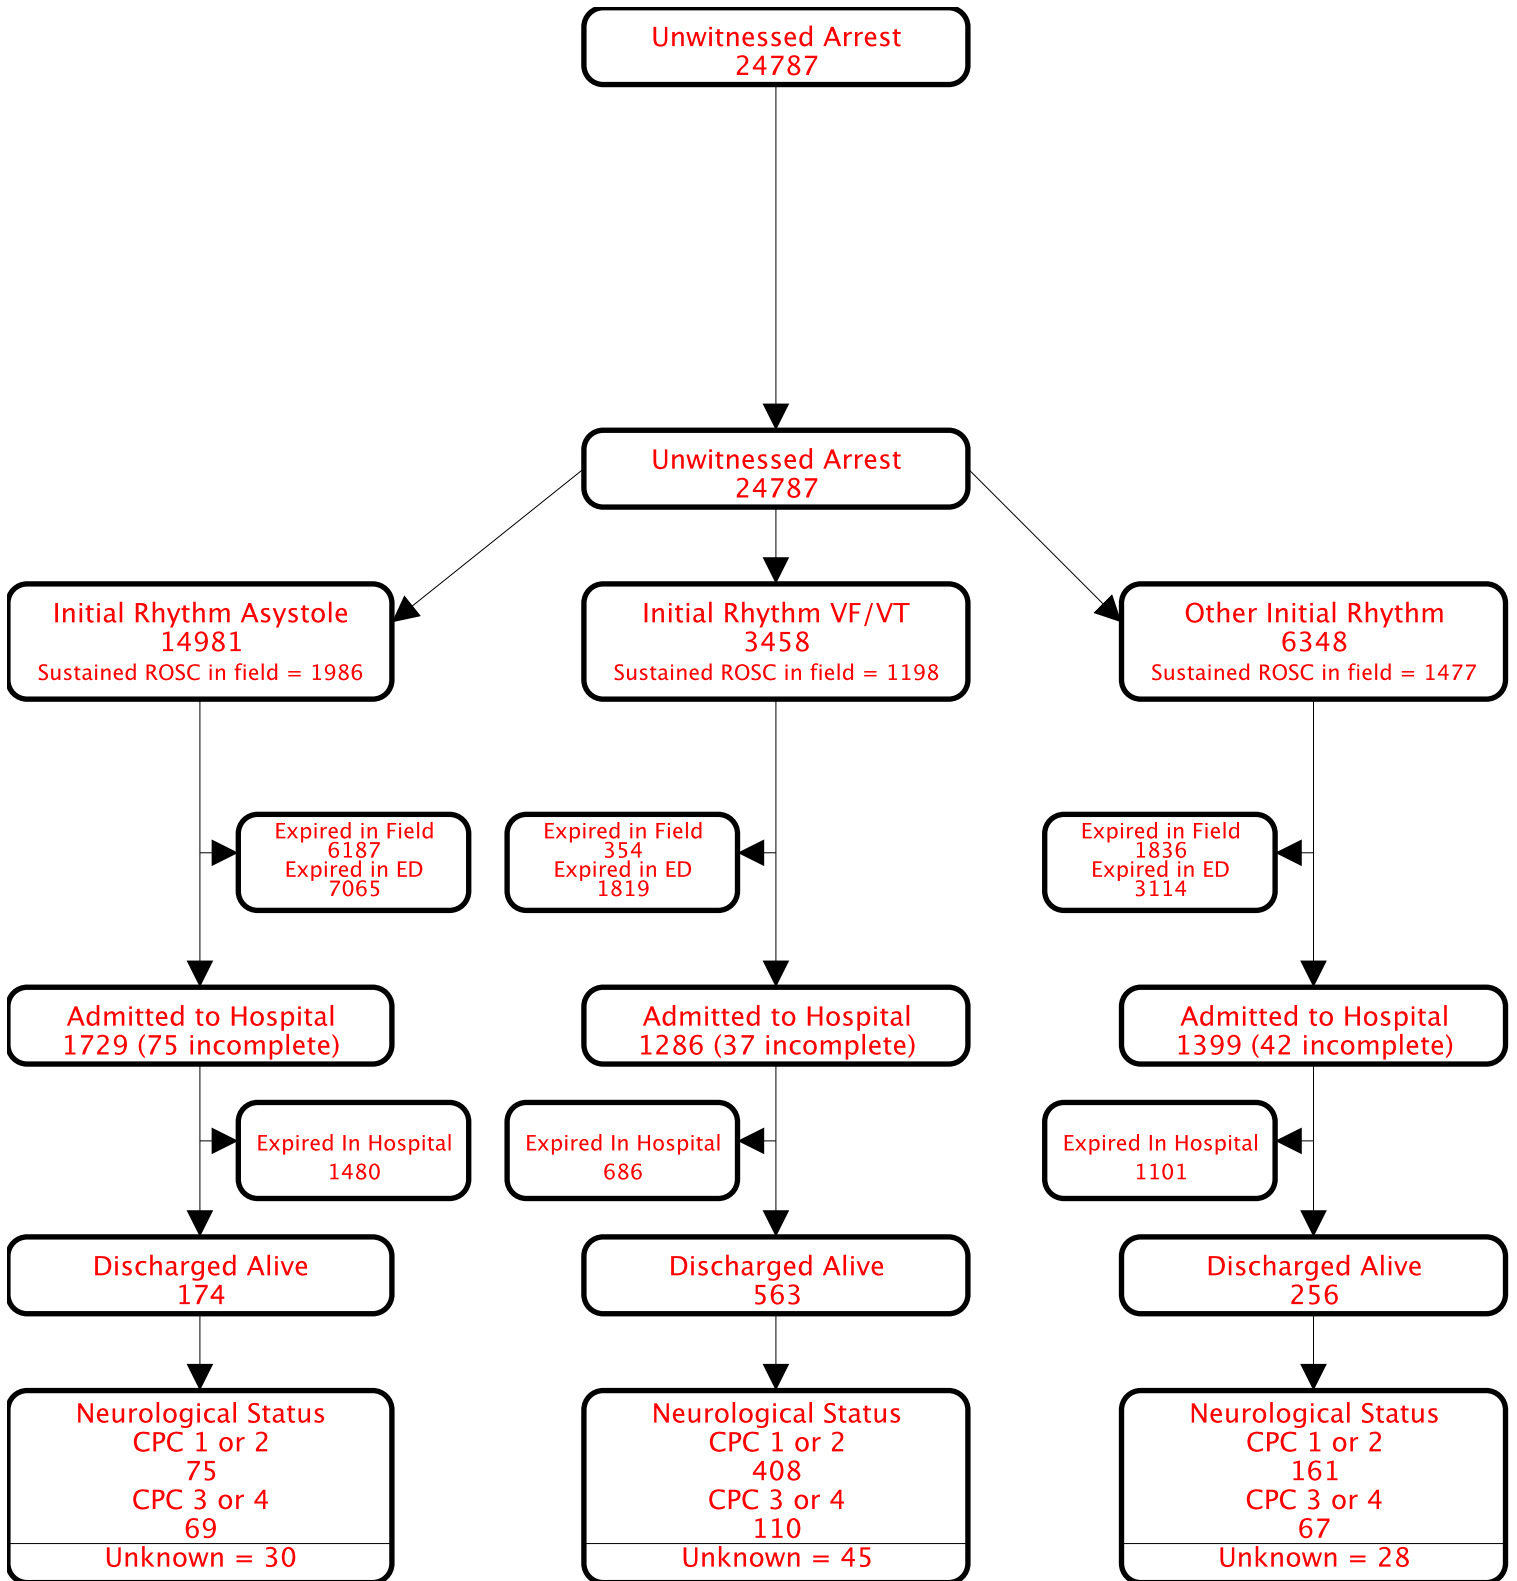 Unwitnessed Arrest
24787
Unwitnessed Arrest
24787
Initial Rhythm Asystole
14981
Sustained ROSC in field = 1986
Initial Rhythm VF/VT
3458
Sustained ROSC in field = 1198
Other Initial Rhythm
6348
Sustained ROSC in field = 1477
Expired in Field
6187
Expired in ED
7065
Expired in Field
354
Expired in ED
1819
Expired in Field
1836
Expired in ED
3114
Admitted to Hospital
1729 (75 incomplete)
Admitted to Hospital
1286 (37 incomplete)
Admitted to Hospital
1399 (42 incomplete)
Expired In Hospital
1480
Expired In Hospital
686
Expired In Hospital
1101
Discharged Alive
174
Discharged Alive
563
Discharged Alive
256
Neurological Status
CPC 1 or 2
75
CPC 3 or 4
69
Unknown = 30
Neurological Status
CPC 1 or 2
408
CPC 3 or 4
110
Unknown = 45
Neurological Status
CPC 1 or 2
161
CPC 3 or 4
67
Unknown = 28